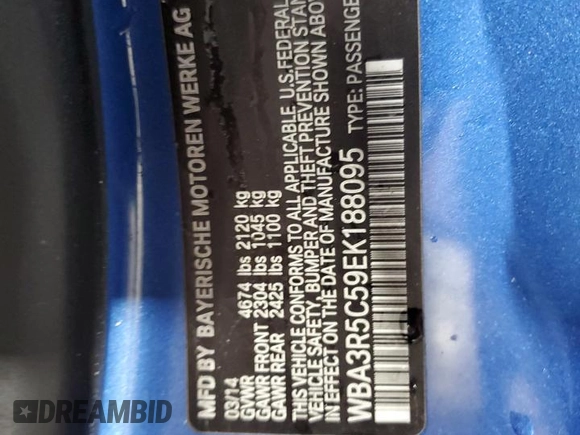 MFD BY BAYERISCHE MOTOREN WERKE AG
03/14
GVWR 4674 lbs 2120 kg
GAWR FRONT 2304 lbs 1045 kg
GAWR REAR 2425 lbs 1100 kg
THIS VEHICLE CONFORMS TO ALL APPLICABLE U.S. FEDERAL
VEHICLE SAFETY, BUMPER AND THEFT PREVENTION STAN
IN EFFECT ON THE DATE OF MANUFACTURE SHOWN ABOV
WBA3R5C59EK188095 TYPE: PASSENGE
DREAMBID